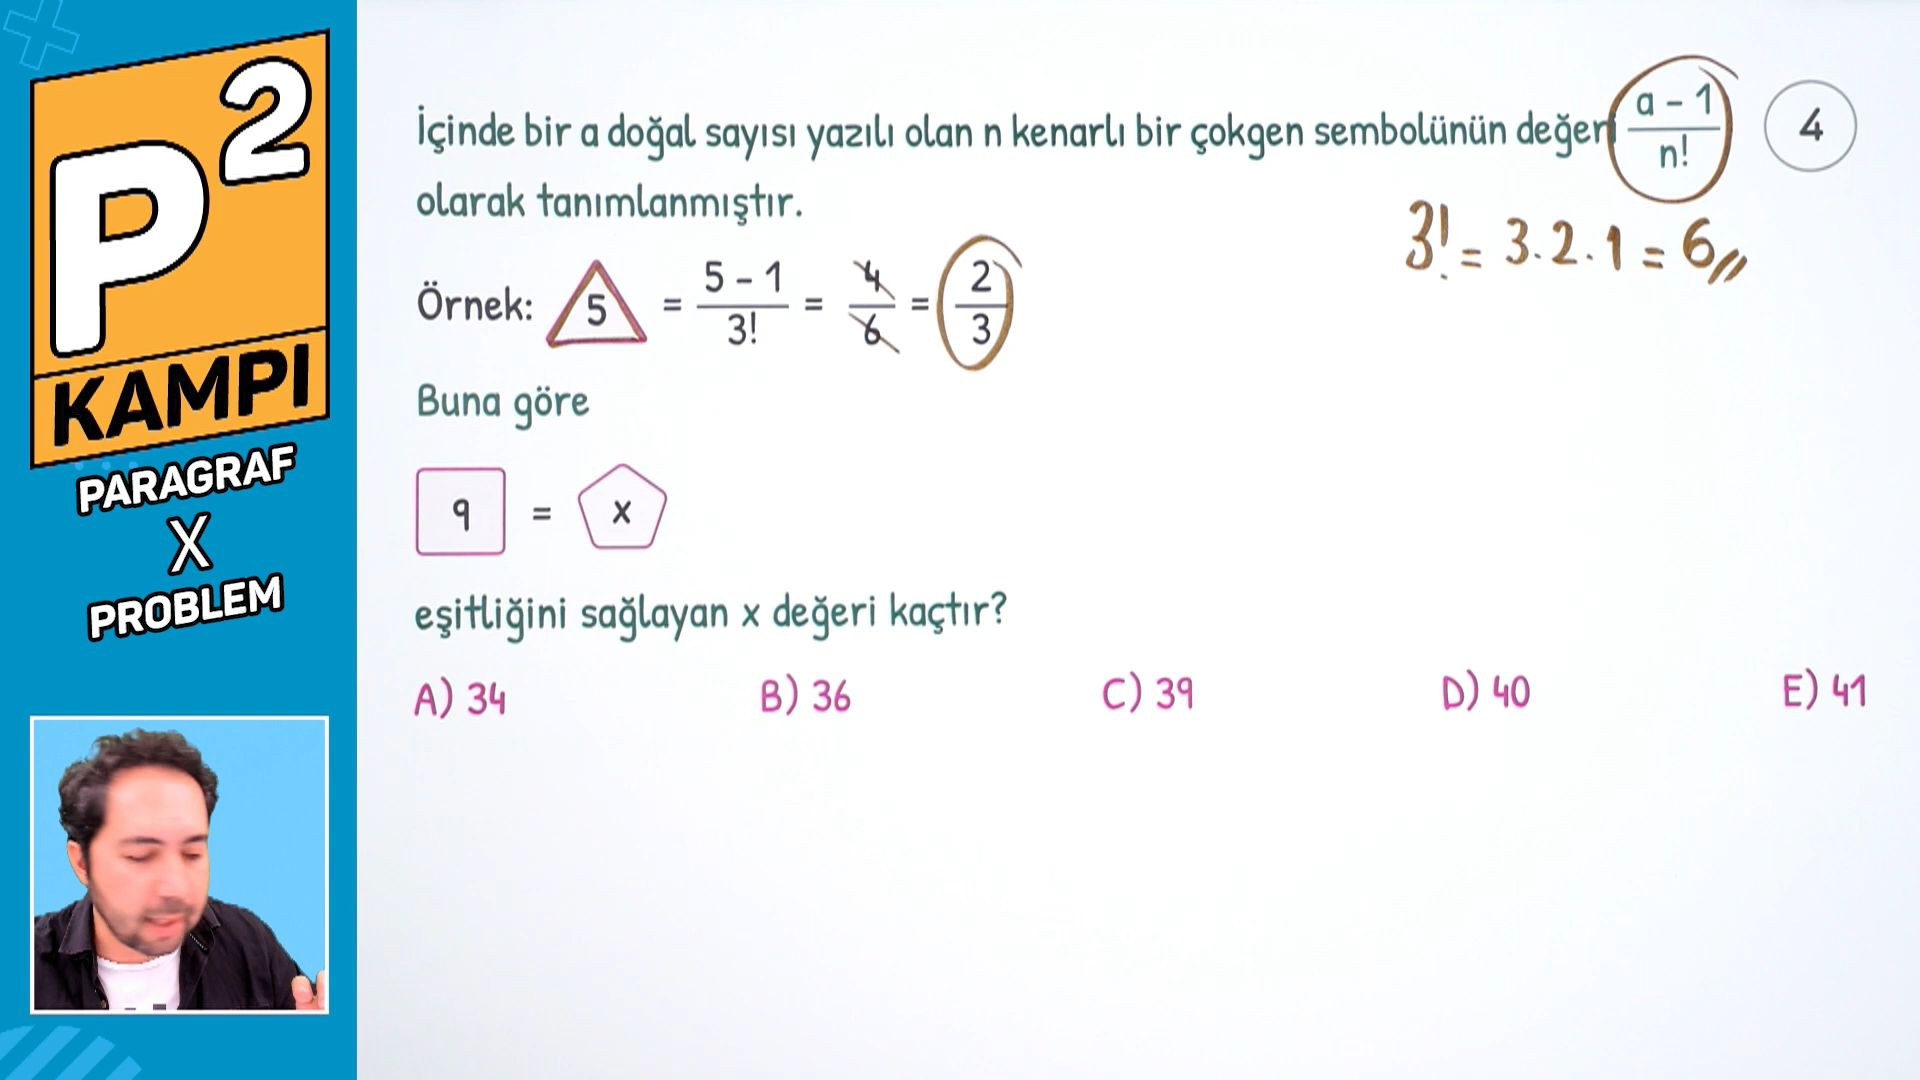 P²
KAMPI
PARAGRAF
X
PROBLEM
İçinde bir a doğal sayısı yazılı olan n kenarlı bir çokgen sembolünün değeri (a - 1)/n!
4
olarak tanımlanmıştır.
3! = 3.2.1 = 6
Örnek: 5 = (5 - 1)/3! = 4/6 = 2/3
Buna göre
9 = x
eşitliğini sağlayan x değeri kaçtır?
A) 34 B) 36 C) 39 D) 40 E) 41